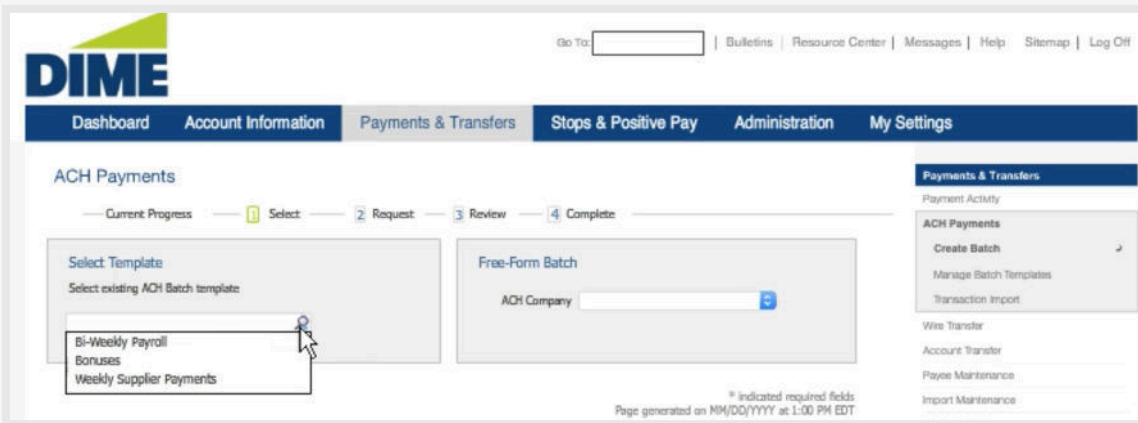 DIME
Go To: | Bulletins | Resource Center | Messages | Help Sitemap | Log Off
Dashboard Account Information Payments & Transfers Stops & Positive Pay Administration My Settings
ACH Payments
Current Progress 1 Select 2 Request 3 Review 4 Complete
Select Template
Select existing ACH Batch template
Bi-Weekly Payroll
Bonuses
Weekly Supplier Payments
Free-Form Batch
ACH Company
* indicated required fields
Page generated on MM/DD/YYYY at 1:00 PM EDT
Payments & Transfers
Payment Activity
ACH Payments
Create Batch
Manage Batch Templates
Transaction Import
Wire Transfer
Account Transfer
Payee Maintenance
Import Maintenance